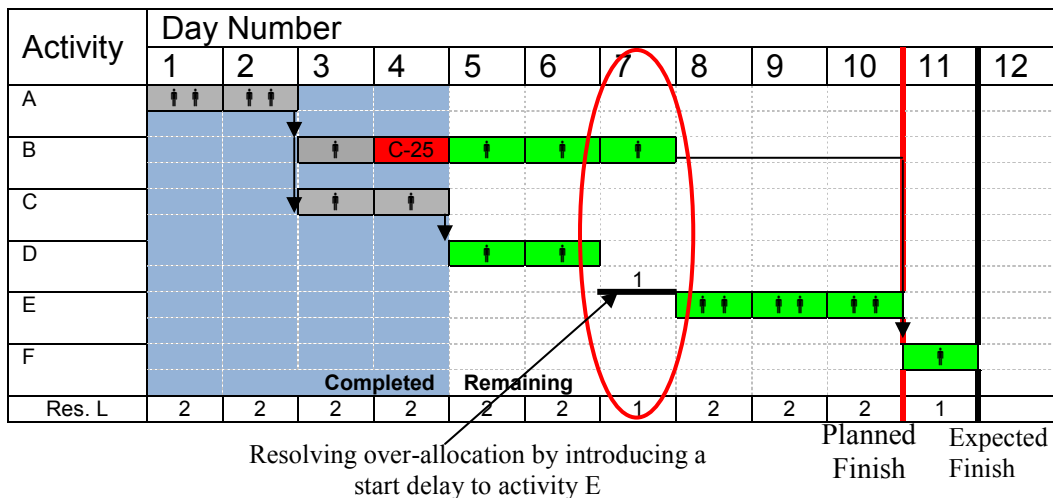 Activity Day Number
1 2 3 4 5 6 7 8 9 10 11 12
A
B C-25
C
D
1
E
F
Completed Remaining
Res. L 2 2 2 2 2 2 1 2 2 2 1
Planned Expected
Finish Finish
Resolving over-allocation by introducing a
start delay to activity E